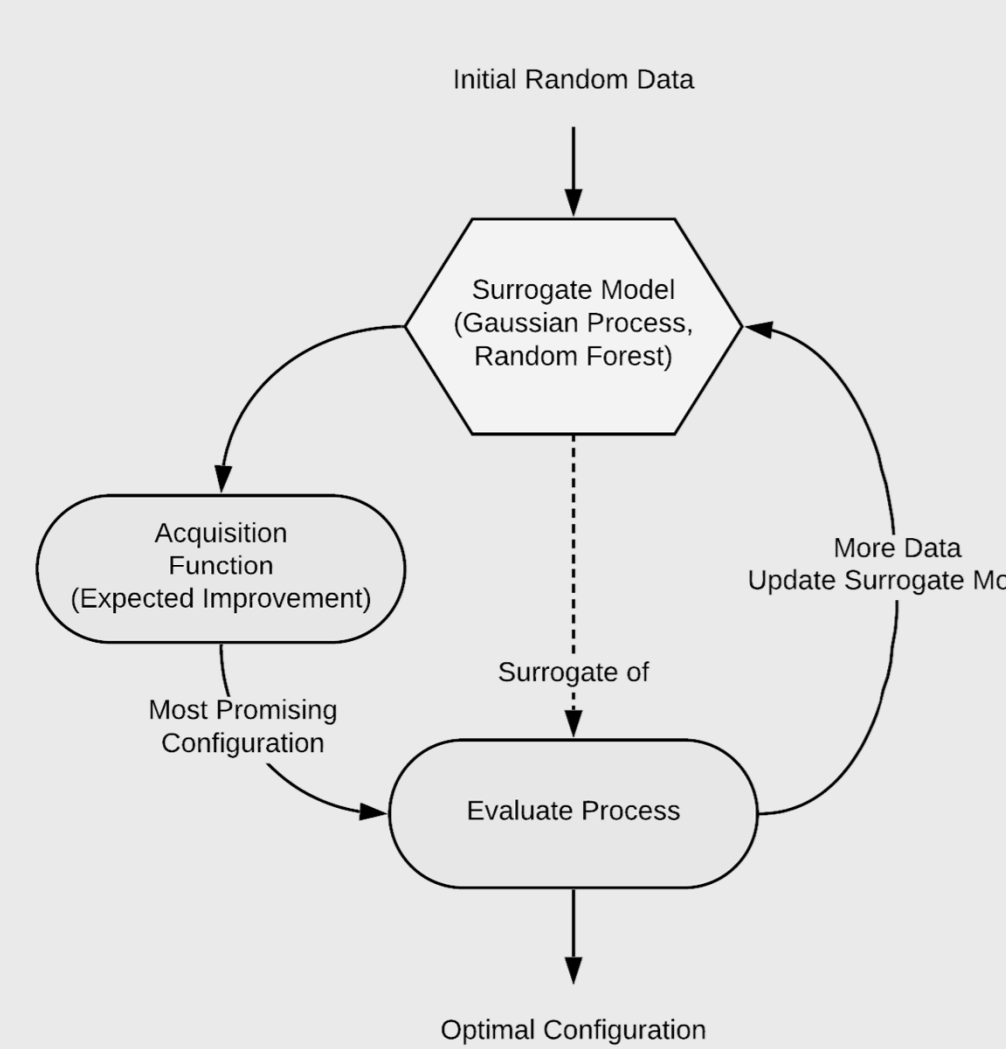 Initial Random Data
Surrogate Model
(Gaussian Process,
Random Forest)
Acquisition
Function
(Expected Improvement)
More Data
Update Surrogate
Surrogate of
Most Promising
Configuration
Evaluate Process
Optimal Configuration